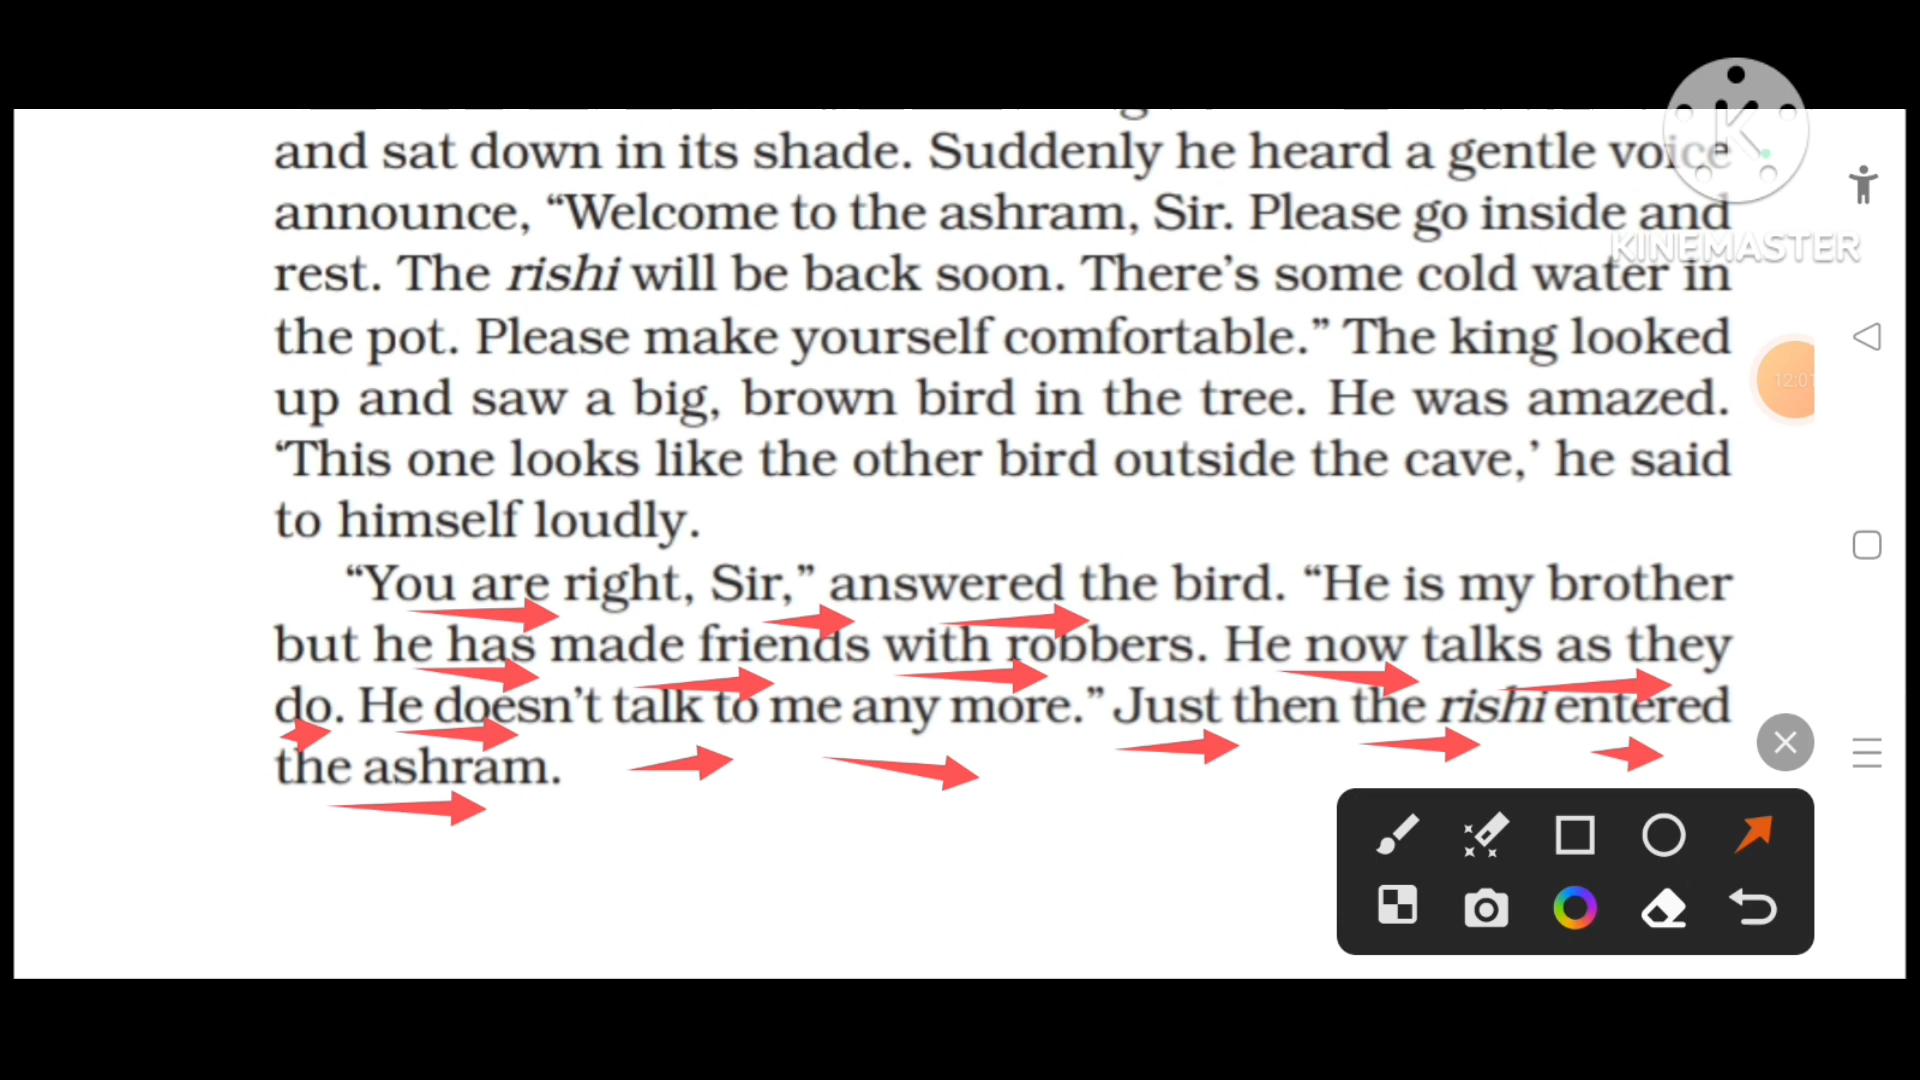 and sat down in its shade. Suddenly he heard a gentle voice
announce, “Welcome to the ashram, Sir. Please go inside and
rest. The rishi will be back soon. There’s some cold water in
the pot. Please make yourself comfortable.” The king looked
up and saw a big, brown bird in the tree. He was amazed.
‘This one looks like the other bird outside the cave,’ he said
to himself loudly.
“You are right, Sir,” answered the bird. “He is my brother
but he has made friends with robbers. He now talks as they
do. He doesn’t talk to me any more.” Just then the rishi entered
the ashram.
K
KINEMASTER
12:01